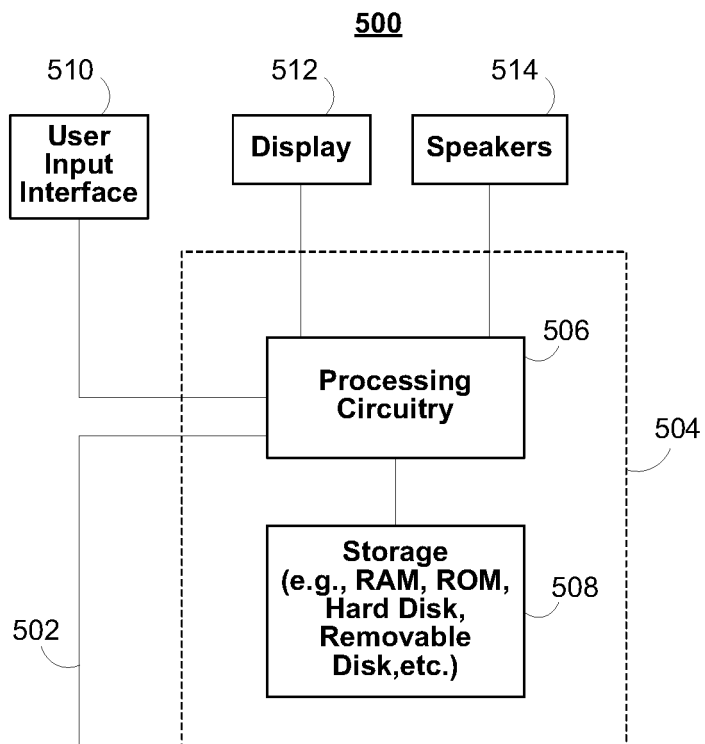 500
510
512
514
User
Input
Interface
Display
Speakers
506
Processing
Circuitry
504
Storage
(e.g., RAM, ROM,
Hard Disk,
Removable
Disk,etc.)
508
502